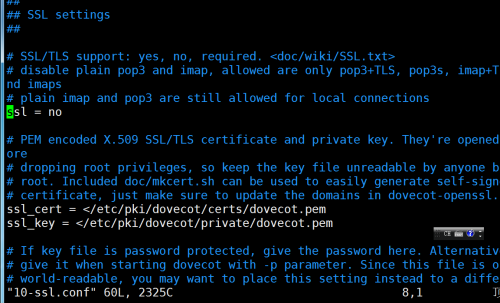 ##
## SSL settings
##
# SSL/TLS support: yes, no, required. <doc/wiki/SSL.txt>
# disable plain pop3 and imap, allowed are only pop3+TLS, pop3s, imap+T
nd imaps
# plain imap and pop3 are still allowed for local connections
ssl = no
# PEM encoded X.509 SSL/TLS certificate and private key. They're opened
ore
# dropping root privileges, so keep the key file unreadable by anyone b
# root. Included doc/mkcert.sh can be used to easily generate self-sign
# certificate, just make sure to update the domains in dovecot-openssl.
ssl_cert = </etc/pki/dovecot/certs/dovecot.pem
ssl_key = </etc/pki/dovecot/private/dovecot.pem
# If key file is password protected, give the password here. Alternativ
# give it when starting dovecot with -p parameter. Since this file is o
# world-readable, you may want to place this setting instead to a diffe
"10-ssl.conf" 60L, 2325C 8,1